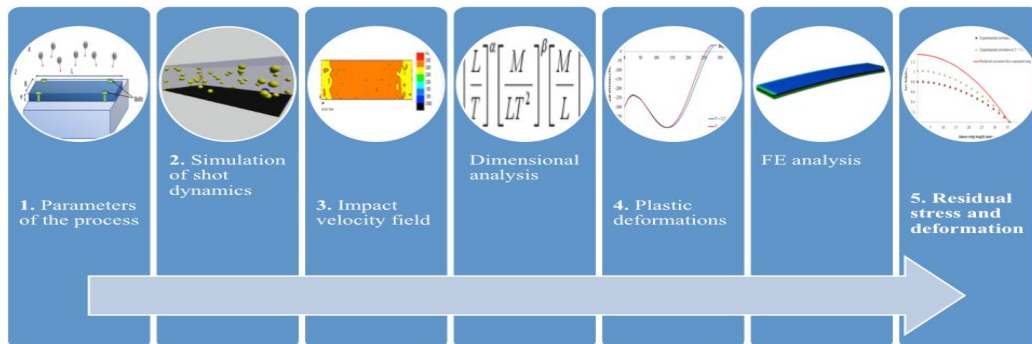 1. Parameters
of the process
2. Simulation
of shot
dynamics
3. Impact
velocity field
L
T
α
M
LT²
β
M
L
Dimensional
analysis
4. Plastic
deformations
FE analysis
5. Residual
stress and
deformation